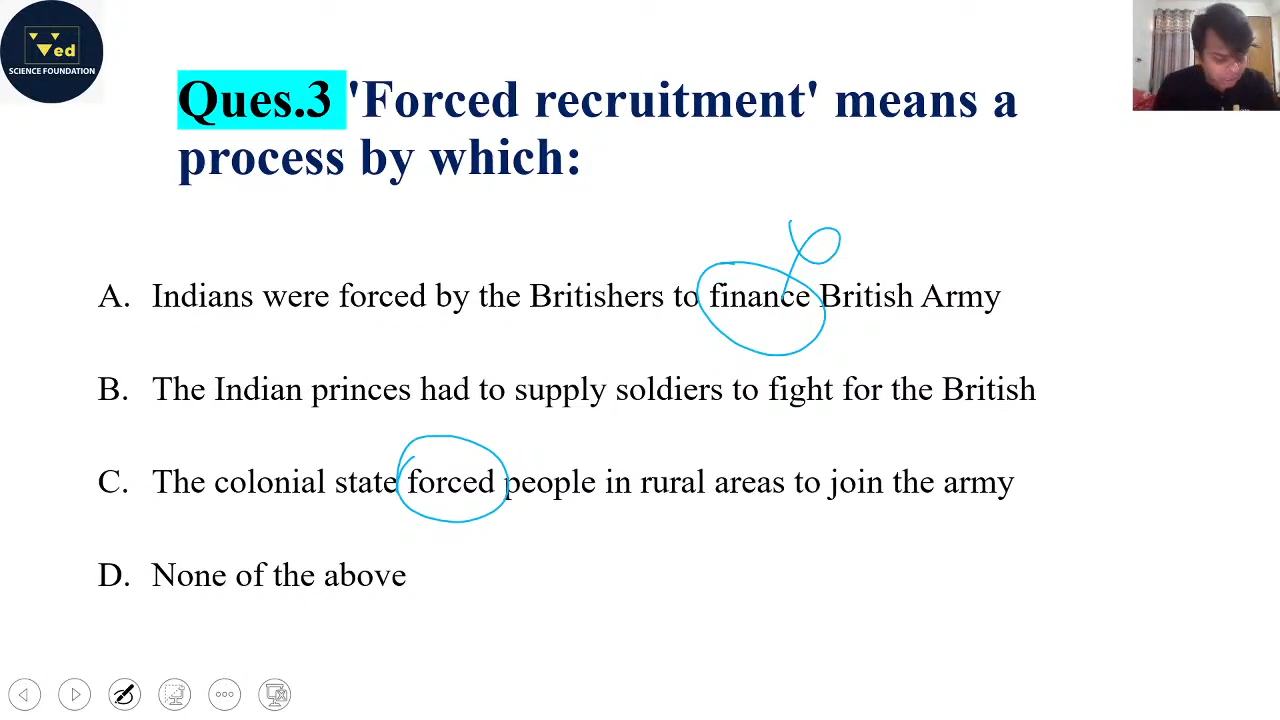 ved
SCIENCE FOUNDATION
Ques.3 'Forced recruitment' means a
process by which:
A. Indians were forced by the Britishers to finance British Army
B. The Indian princes had to supply soldiers to fight for the British
C. The colonial state forced people in rural areas to join the army
D. None of the above